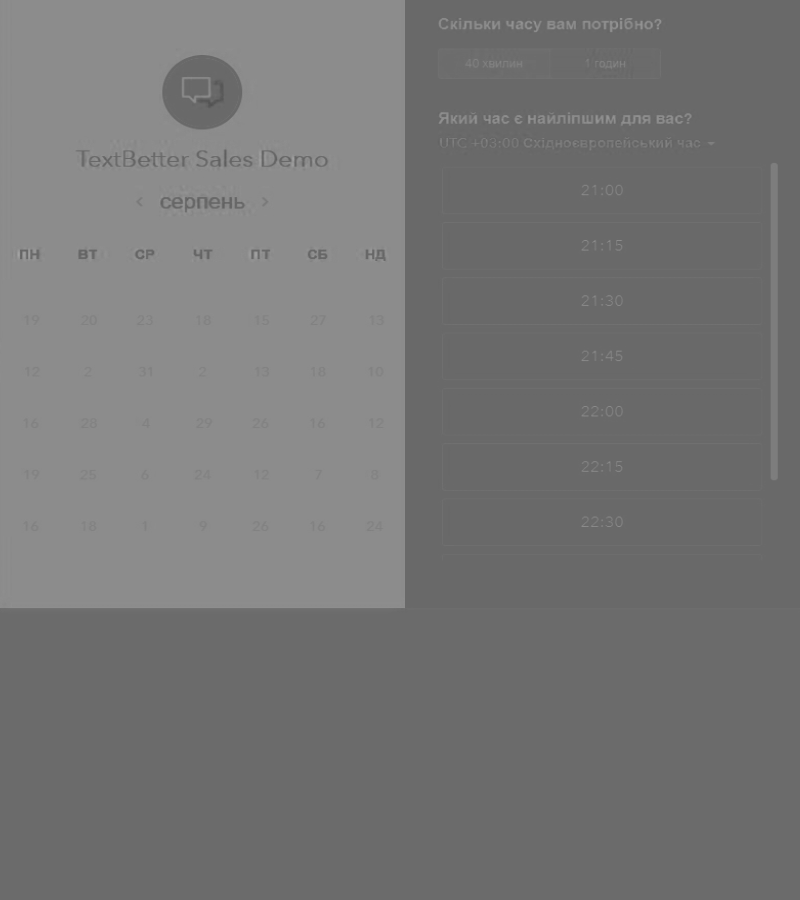 TextBetter Sales Demo
серпень
ПН ВТ СР ЧТ ПТ СБ НД
19 20 23 18 15 27 13
12 2 31 2 13 18 10
16 28 4 29 26 16 12
19 25 6 24 12 7 8
16 18 1 9 26 16 24
Скільки часу вам потрібно?
40 хвилин 1 годин
Який час є найліпшим для вас?
UTC +03:00 Східноєвропейський час
21:00
21:15
21:30
21:45
22:00
22:15
22:30